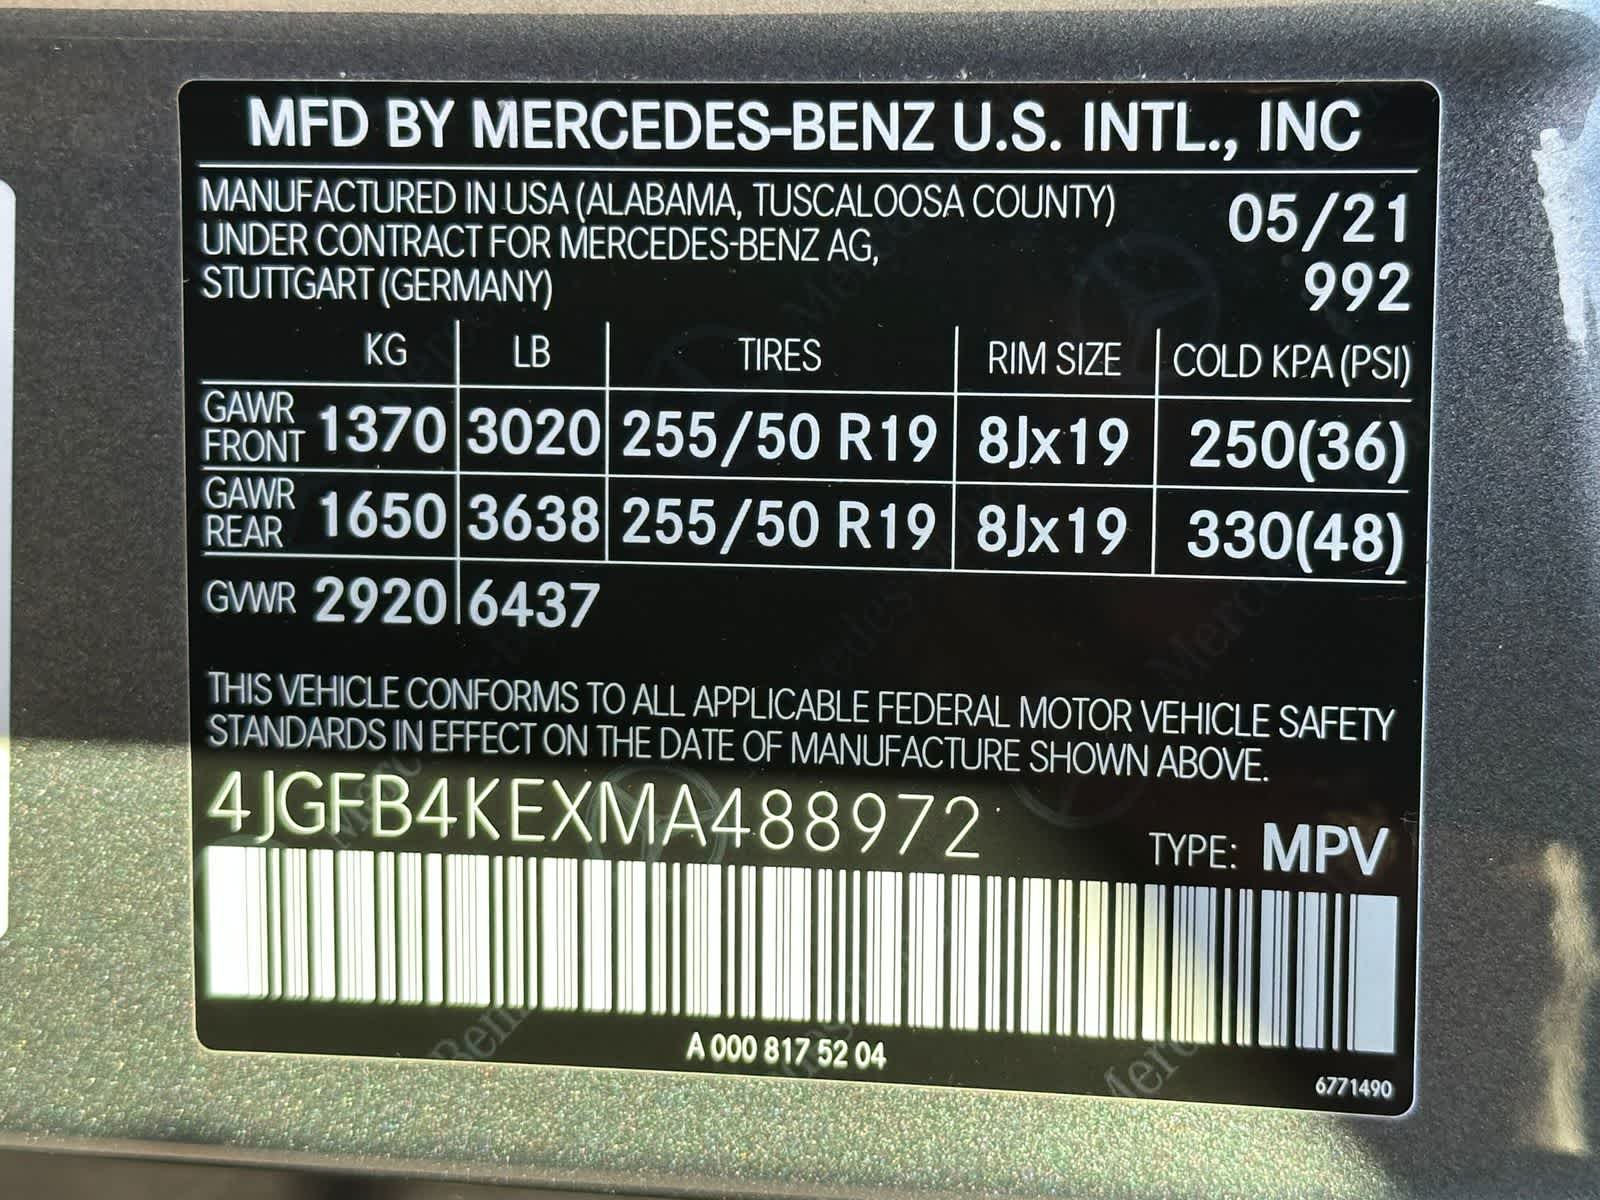 MFD BY MERCEDES-BENZ U.S. INTL., INC
MANUFACTURED IN USA (ALABAMA, TUSCALOOSA COUNTY)
UNDER CONTRACT FOR MERCEDES-BENZ AG,
STUTTGART (GERMANY)
05/21
992
KG LB TIRES RIM SIZE COLD KPA (PSI)
GAWR FRONT 1370 3020 255/50 R19 8Jx19 250(36)
GAWR REAR 1650 3638 255/50 R19 8Jx19 330(48)
GVWR 2920 6437
THIS VEHICLE CONFORMS TO ALL APPLICABLE FEDERAL MOTOR VEHICLE SAFETY
STANDARDS IN EFFECT ON THE DATE OF MANUFACTURE SHOWN ABOVE.
4JGFB4KEXMA488972
TYPE: MPV
A 000 817 52 04
6771490